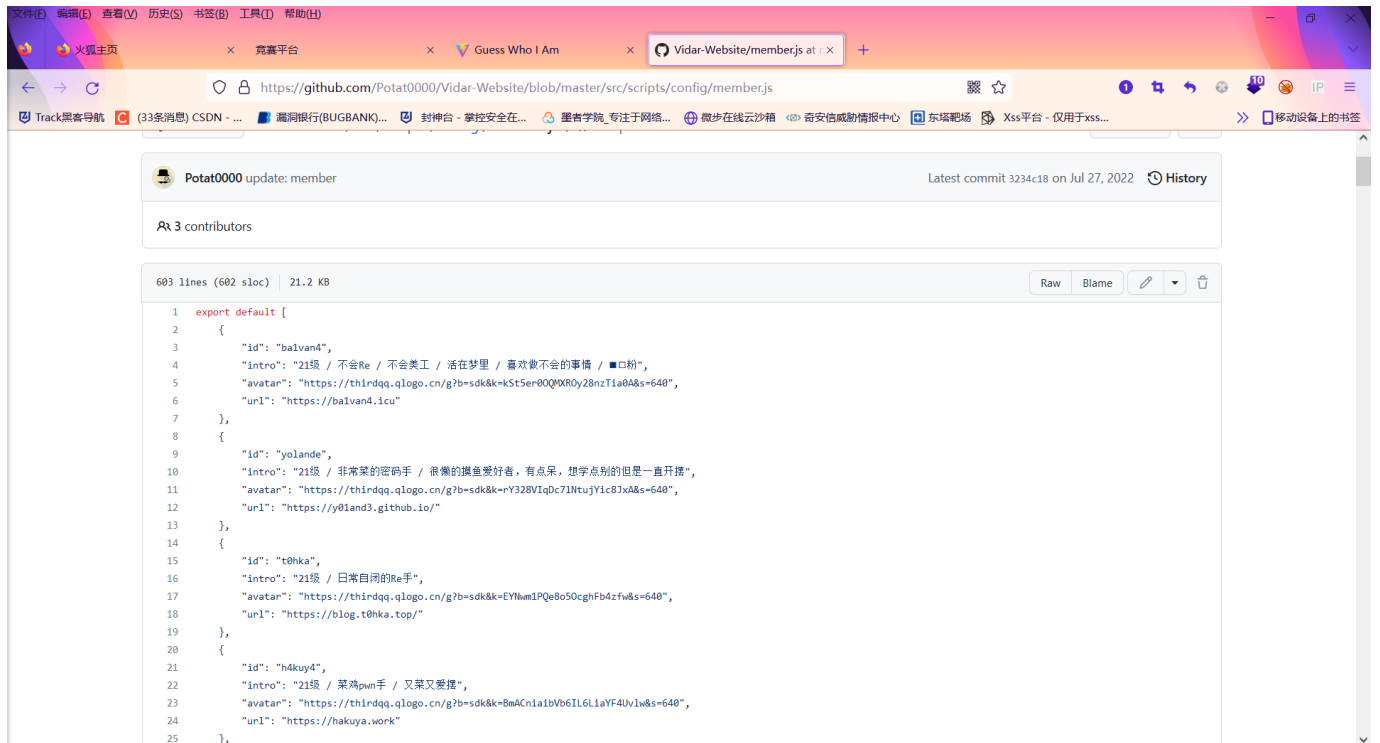 文件(F) 编辑(E) 查看(V) 历史(S) 书签(B) 工具(T) 帮助(H)
火狐主页 × 竞赛平台 × Guess Who I Am × Vidar-Website/member.js at × +
https://github.com/Potat0000/Vidar-Website/blob/master/src/scripts/config/member.js 1 10 IP
Track黑客导航 (33条消息) CSDN - ... 漏洞银行(BUGBANK)... 封神台 - 掌控安全在... 墨者学院_专注于网络... 微步在线云沙箱 奇安信威胁情报中心 东塔靶场 Xss平台 - 仅用于xss... 移动设备上的书签
Potat0000 update: member Latest commit 3234c18 on Jul 27, 2022 History
3 contributors
603 lines (602 sloc) 21.2 KB Raw Blame
1 export default [
2 {
3 "id": "ba1van4",
4 "intro": "21级 / 不会Re / 不会美工 / 活在梦里 / 喜欢做不会的事情 / ■□粉",
5 "avatar": "https://thirdqq.qlogo.cn/g?b=sdk&k=kSt5er0OQMXROy28nzTia0A&s=640",
6 "url": "https://ba1van4.icu"
7 },
8 {
9 "id": "yolande",
10 "intro": "21级 / 非常菜的密码手 / 很懒的摸鱼爱好者，有点呆，想学点别的但是一直开摆",
11 "avatar": "https://thirdqq.qlogo.cn/g?b=sdk&k=rY328VIqDc7lNtujYic8JxA&s=640",
12 "url": "https://y01and3.github.io/"
13 },
14 {
15 "id": "t0hka",
16 "intro": "21级 / 日常自闭的Re手",
17 "avatar": "https://thirdqq.qlogo.cn/g?b=sdk&k=EYNwm1PQe8o5OcghFb4zfw&s=640",
18 "url": "https://blog.t0hka.top/"
19 },
20 {
21 "id": "h4kuy4",
22 "intro": "21级 / 菜鸡pwn手 / 又菜又爱摆",
23 "avatar": "https://thirdqq.qlogo.cn/g?b=sdk&k=BmACniaibVb6IL6LiaYF4Uvlw&s=640",
24 "url": "https://hakuya.work"
25 },